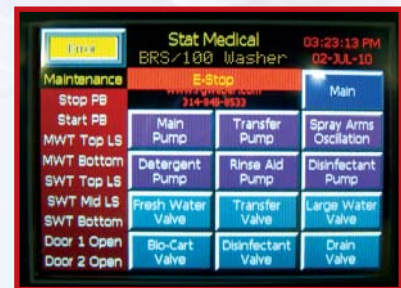 Error
Stat Medical
BRS/100 Washer
03:23:13 PM
02-JUL-10
Maintenance
E-Stop
Main
Stop PB
Start PB
MWT Top LS
MWT Bottom
SWT Top LS
SWT Mid LS
SWT Bottom
Door 1 Open
Door 2 Open
Main Pump
Transfer Pump
Spray Arms Oscillation
Detergent Pump
Rinse Aid Pump
Disinfectant Pump
Fresh Water Valve
Transfer Valve
Large Water Valve
Bio-Cart Valve
Disinfectant Valve
Drain Valve